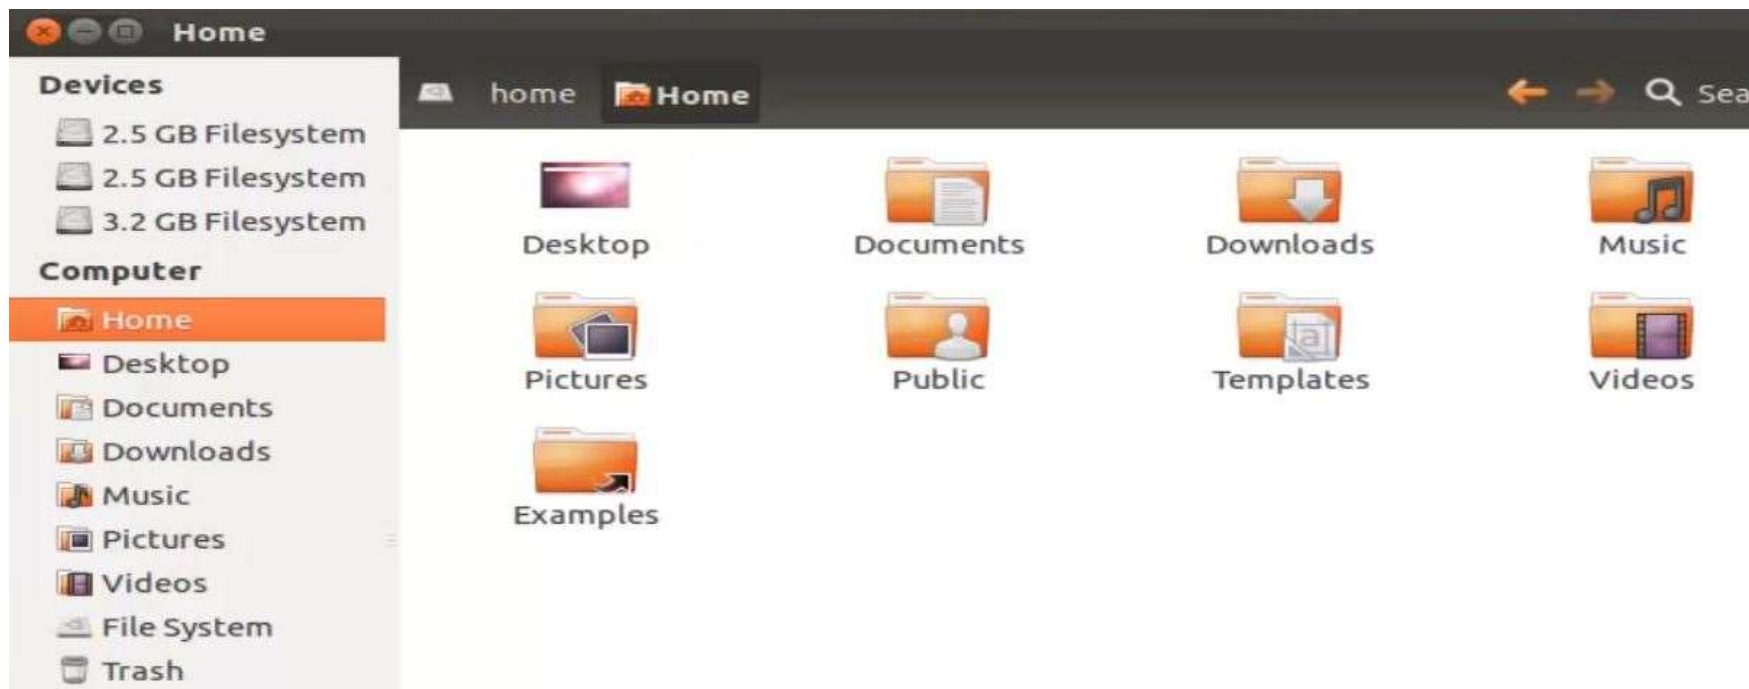 Home
Devices
2.5 GB Filesystem
2.5 GB Filesystem
3.2 GB Filesystem
Computer
Home
Desktop
Documents
Downloads
Music
Pictures
Videos
File System
Trash
home Home Sea
Desktop Documents Downloads Music
Pictures Public Templates Videos
Examples